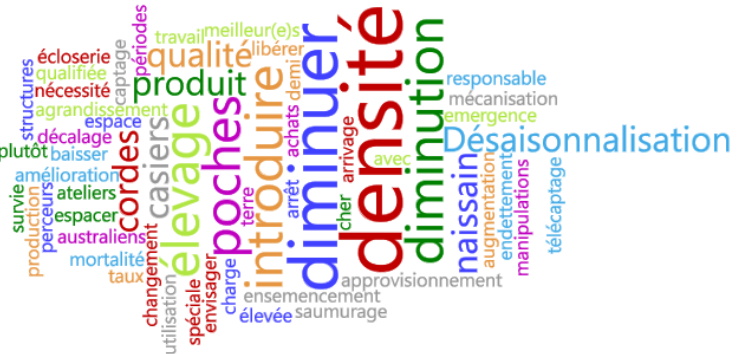 écloserie
qualifiée
nécessité
agrandissement
structures
captage
périodes
travail
meilleur(e)s
qualité
libérer
produit
demi
espace
décalage
plutôt
baisser
amélioration
ateliers
survie
production
perceurs
espacer
australiens
mortalité
taux
cordes
casiers
élevage
poches
terre
introduire
achats
arrêt
diminuer
cher
arrivage
densité
avec
diminution
responsable
mécanisation
emergence
Désaisonnalisation
naissain
augmentation
endettement
manipulations
télécaptage
approvisionnement
changement
utilisation
spéciale
envisager
charge
élevée
ensemencement
saumurage